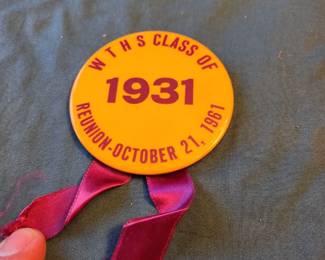 W T H S CLASS OF
1931
REUNION-OCTOBER 21, 1961